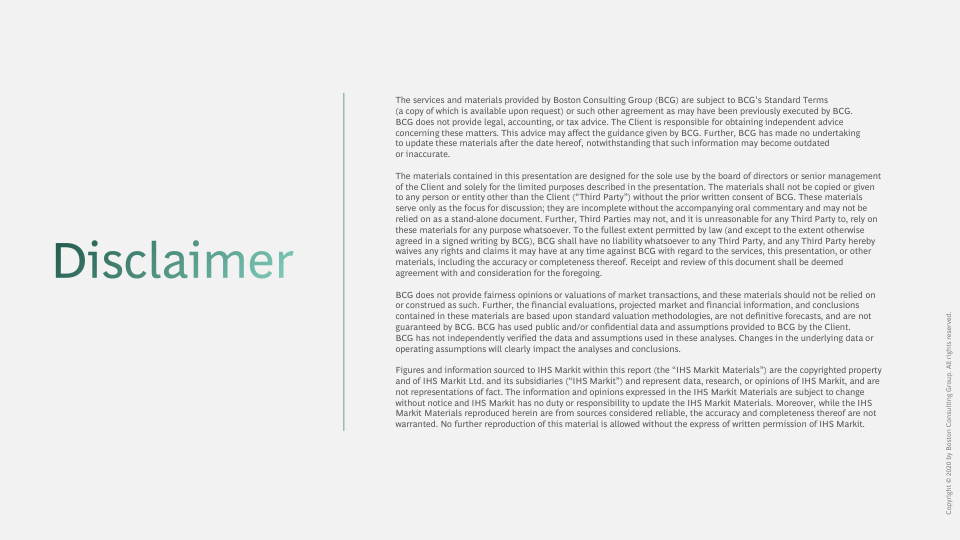 Disclaimer
The services and materials provided by Boston Consulting Group (BCG) are subject to BCG's Standard Terms
(a copy of which is available upon request) or such other agreement as may have been previously executed by BCG.
BCG does not provide legal, accounting, or tax advice. The Client is responsible for obtaining independent advice
concerning these matters. This advice may affect the guidance given by BCG. Further, BCG has made no undertaking
to update these materials after the date hereof, notwithstanding that such information may become outdated
or inaccurate.
The materials contained in this presentation are designed for the sole use by the board of directors or senior management
of the Client and solely for the limited purposes described in the presentation. The materials shall not be copied or given
to any person or entity other than the Client (“Third Party”) without the prior written consent of BCG. These materials
serve only as the focus for discussion; they are incomplete without the accompanying oral commentary and may not be
relied on as a stand-alone document. Further, Third Parties may not, and it is unreasonable for any Third Party to, rely on
these materials for any purpose whatsoever. To the fullest extent permitted by law (and except to the extent otherwise
agreed in a signed writing by BCG), BCG shall have no liability whatsoever to any Third Party, and any Third Party hereby
waives any rights and claims it may have at any time against BCG with regard to the services, this presentation, or other
materials, including the accuracy or completeness thereof. Receipt and review of this document shall be deemed
agreement with and consideration for the foregoing.
BCG does not provide fairness opinions or valuations of market transactions, and these materials should not be relied on
or construed as such. Further, the financial evaluations, projected market and financial information, and conclusions
contained in these materials are based upon standard valuation methodologies, are not definitive forecasts, and are not
guaranteed by BCG. BCG has used public and/or confidential data and assumptions provided to BCG by the Client.
BCG has not independently verified the data and assumptions used in these analyses. Changes in the underlying data or
operating assumptions will clearly impact the analyses and conclusions.
Figures and information sourced to IHS Markit within this report (the “IHS Markit Materials”) are the copyrighted property
and of IHS Markit Ltd. and its subsidiaries (“IHS Markit”) and represent data, research, or opinions of IHS Markit, and are
not representations of fact. The information and opinions expressed in the IHS Markit Materials are subject to change
without notice and IHS Markit has no duty or responsibility to update the IHS Markit Materials. Moreover, while the IHS
Markit Materials reproduced herein are from sources considered reliable, the accuracy and completeness thereof are not
warranted. No further reproduction of this material is allowed without the express of written permission of IHS Markit.
Copyright © 2020 by Boston Consulting Group. All rights reserved.